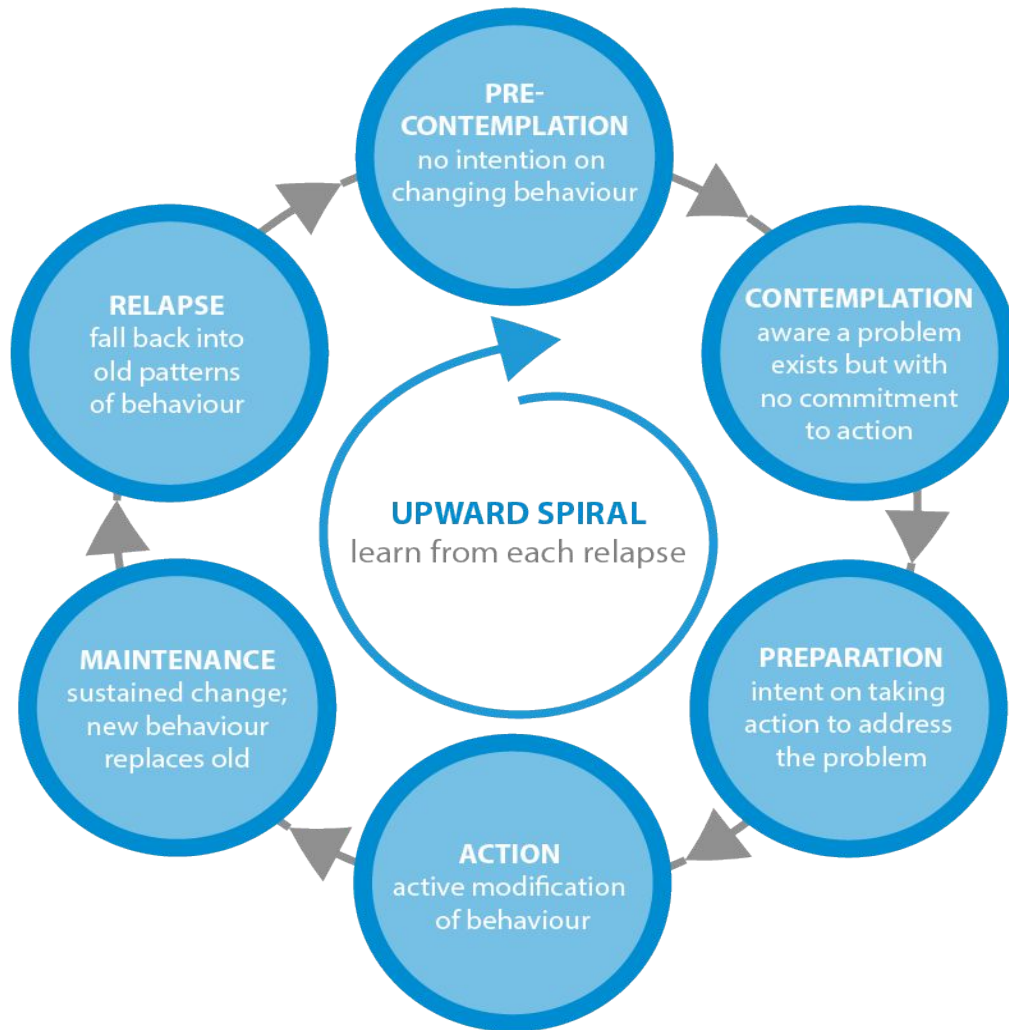 PRE-
CONTEMPLATION
no intention on
changing behaviour
CONTEMPLATION
aware a problem
exists but with
no commitment
to action
PREPARATION
intent on taking
action to address
the problem
ACTION
active modification
of behaviour
MAINTENANCE
sustained change;
new behaviour
replaces old
RELAPSE
fall back into
old patterns
of behaviour
UPWARD SPIRAL
learn from each relapse